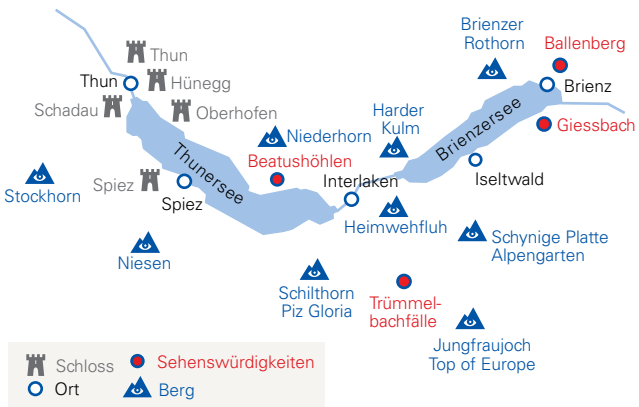 Brienzer
Rothorn
Ballenberg
Thun
Thun
Hünegg
Brienz
Schadau
Oberhofen
Harder
Kulm
Brienzersee
Giessbach
Niederhorn
Thunersee
Beatushöhlen
Spiez
Interlaken
Iseltwald
Stockhorn
Spiez
Heimwehfluh
Schynige Platte
Alpengarten
Niesen
Schilthorn
Piz Gloria
Trümmel-
bachfälle
Jungfraujoch
Top of Europe
Schloss
Sehenswürdigkeiten
Ort
Berg